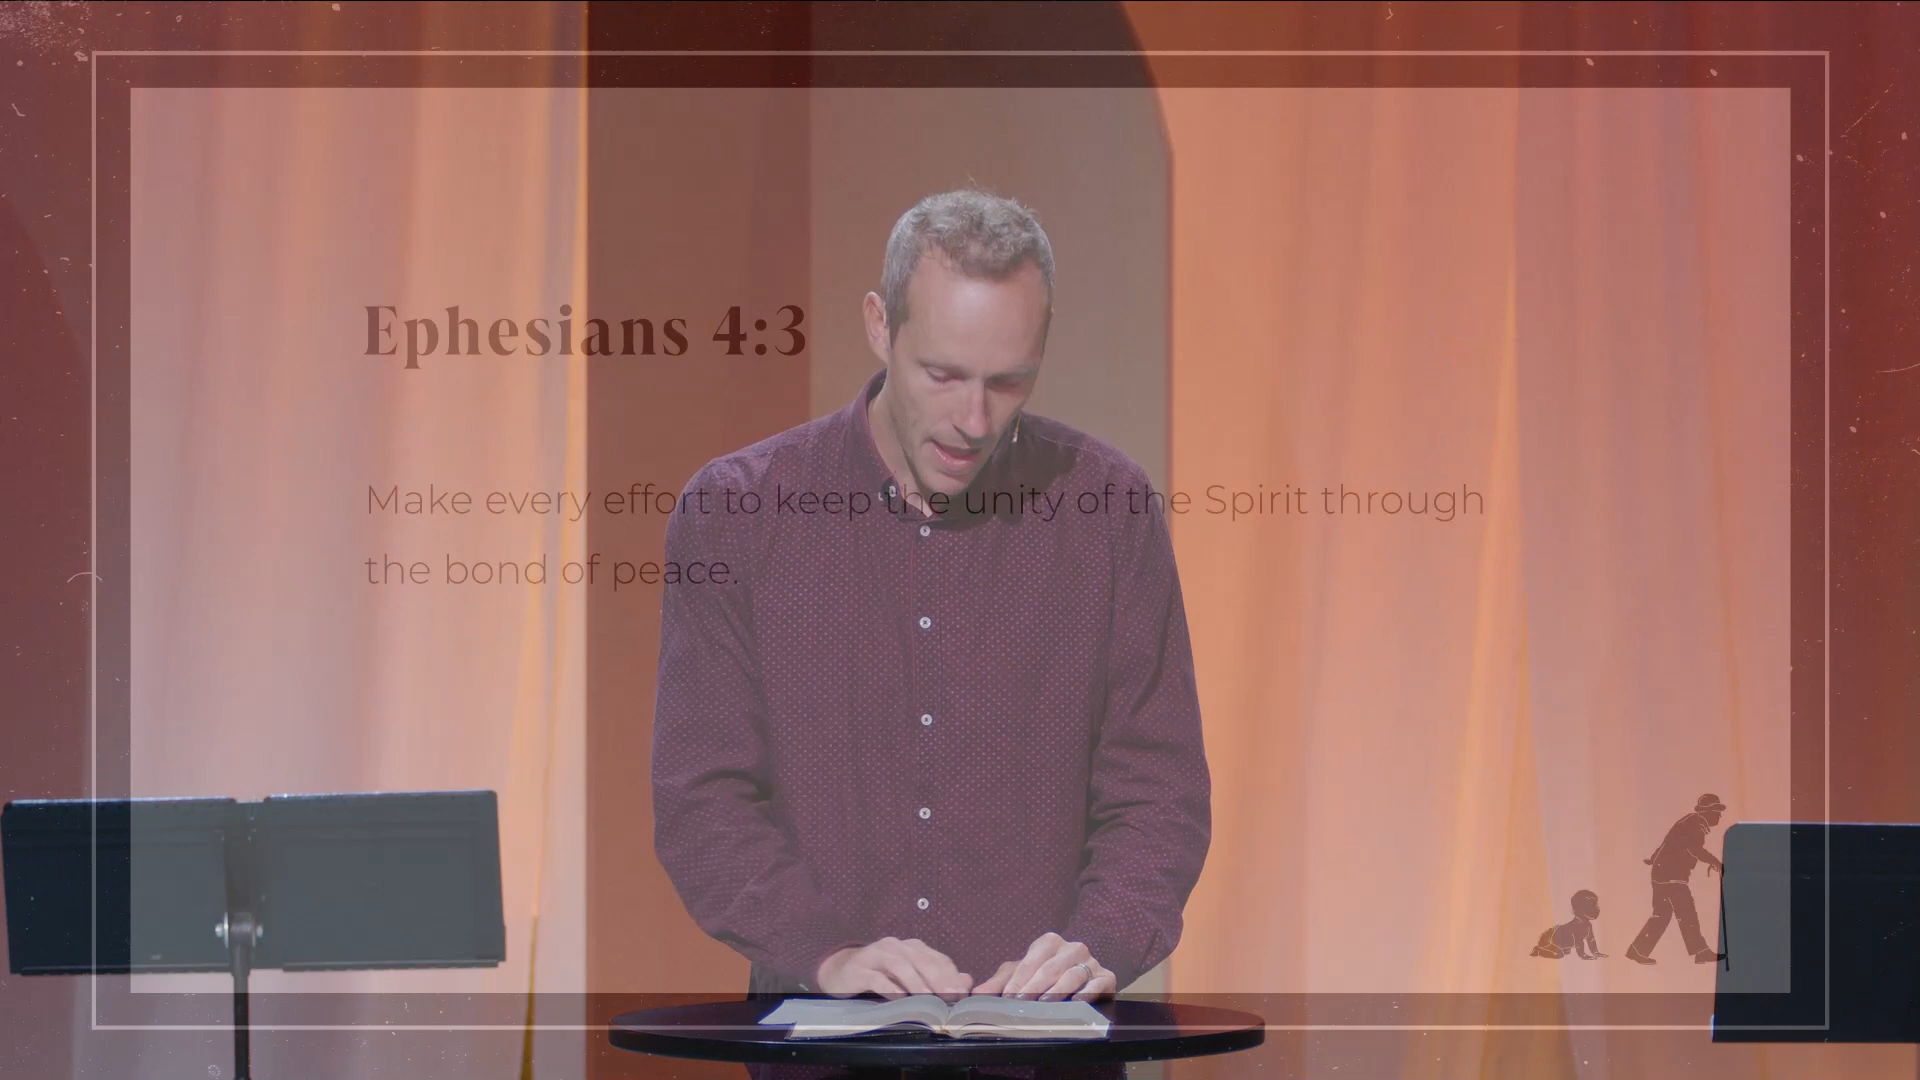 Ephesians 4:3
Make every effort to keep the unity of the Spirit through
the bond of peace.